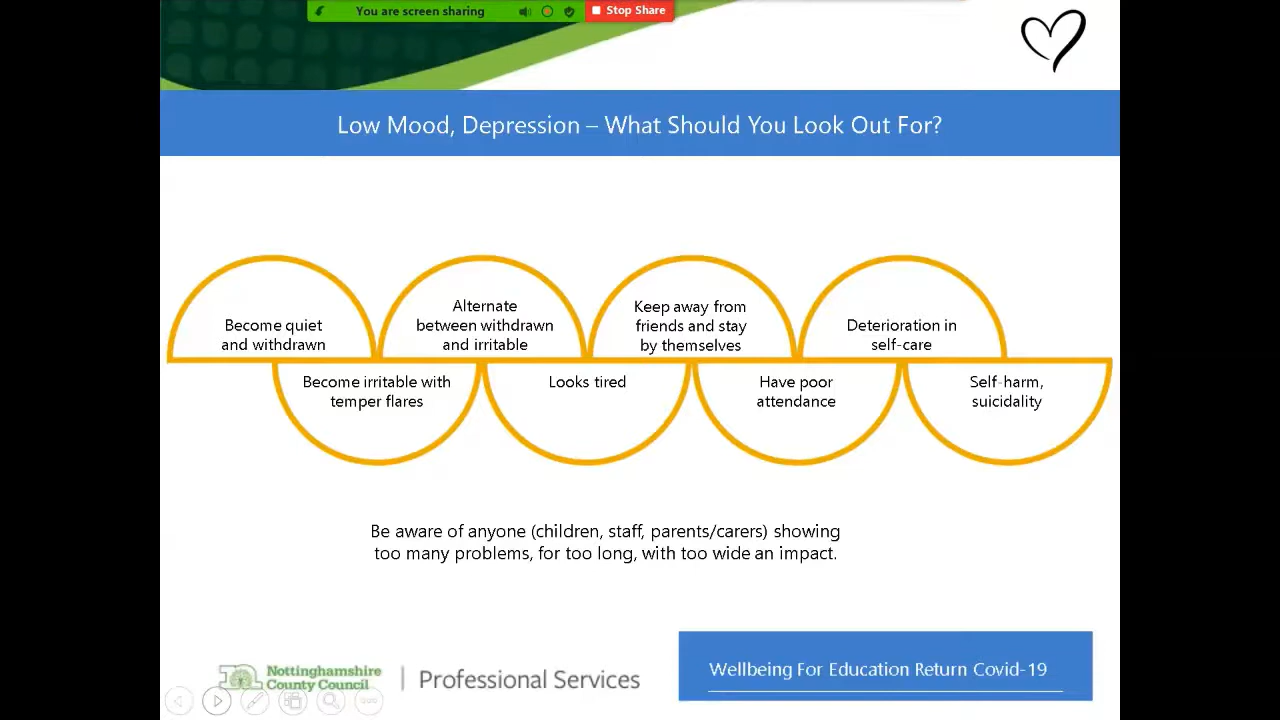 You are screen sharing
Stop Share
Low Mood, Depression – What Should You Look Out For?
Become quiet
and withdrawn
Become irritable with
temper flares
Alternate
between withdrawn
and irritable
Looks tired
Keep away from
friends and stay
by themselves
Have poor
attendance
Deterioration in
self-care
Self-harm,
suicidality
Be aware of anyone (children, staff, parents/carers) showing
too many problems, for too long, with too wide an impact.
Nottinghamshire
County Council
Professional Services
Wellbeing For Education Return Covid-19